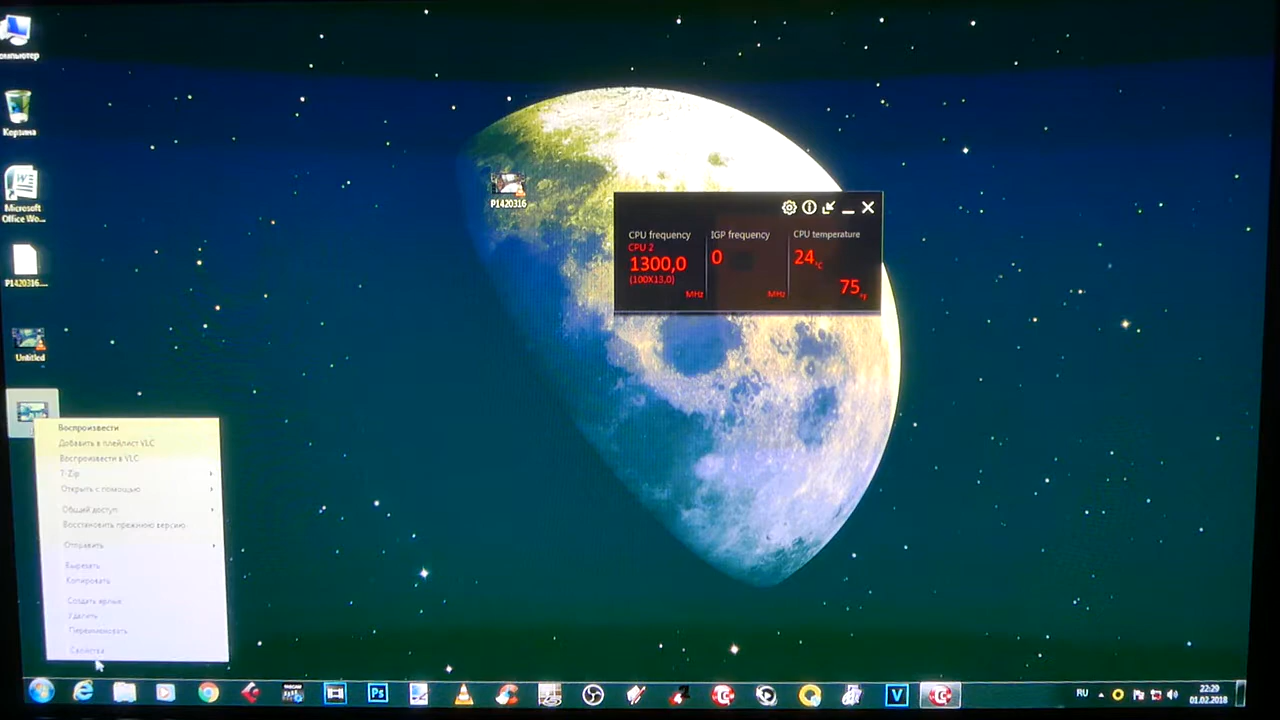 Компьютер
Корзина
Microsoft
Office Wo...
P1420316....
Untitled
P1420316
CPU frequency
CPU 2
1300,0
(100X13,0)
MHz
IGP frequency
0
MHz
CPU temperature
24°C
75°F
Воспроизвести
Добавить в плейлист VLC
Воспроизвести в VLC
7-Zip
Открыть с помощью
Общий доступ
Восстановить прежнюю версию
Отправить
Вырезать
Копировать
Создать ярлык
Удалить
Переименовать
Свойства
Ps
V
RU
22:29
01.02.2018